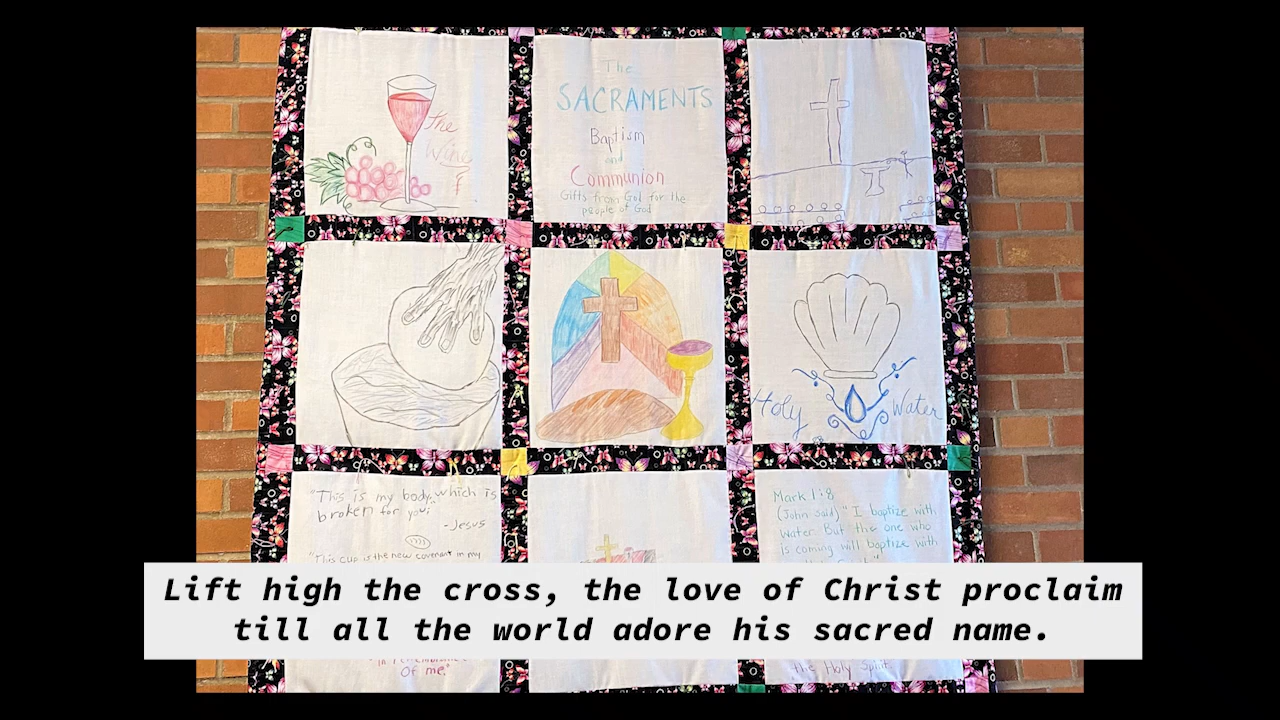 the
Wine
The
SACRAMENTS
Baptism
and
Communion
Gifts from God for the
people of God
Holy
Water
"This is my body, which is
broken for you;
-Jesus
"This cup is the new covenant in my
Mark 1:8
(John said) "I baptize with
water. But the one who
is coming will baptize with
Lift high the cross, the love of Christ proclaim
till all the world adore his sacred name.
Of me."
the Holy Spirit.